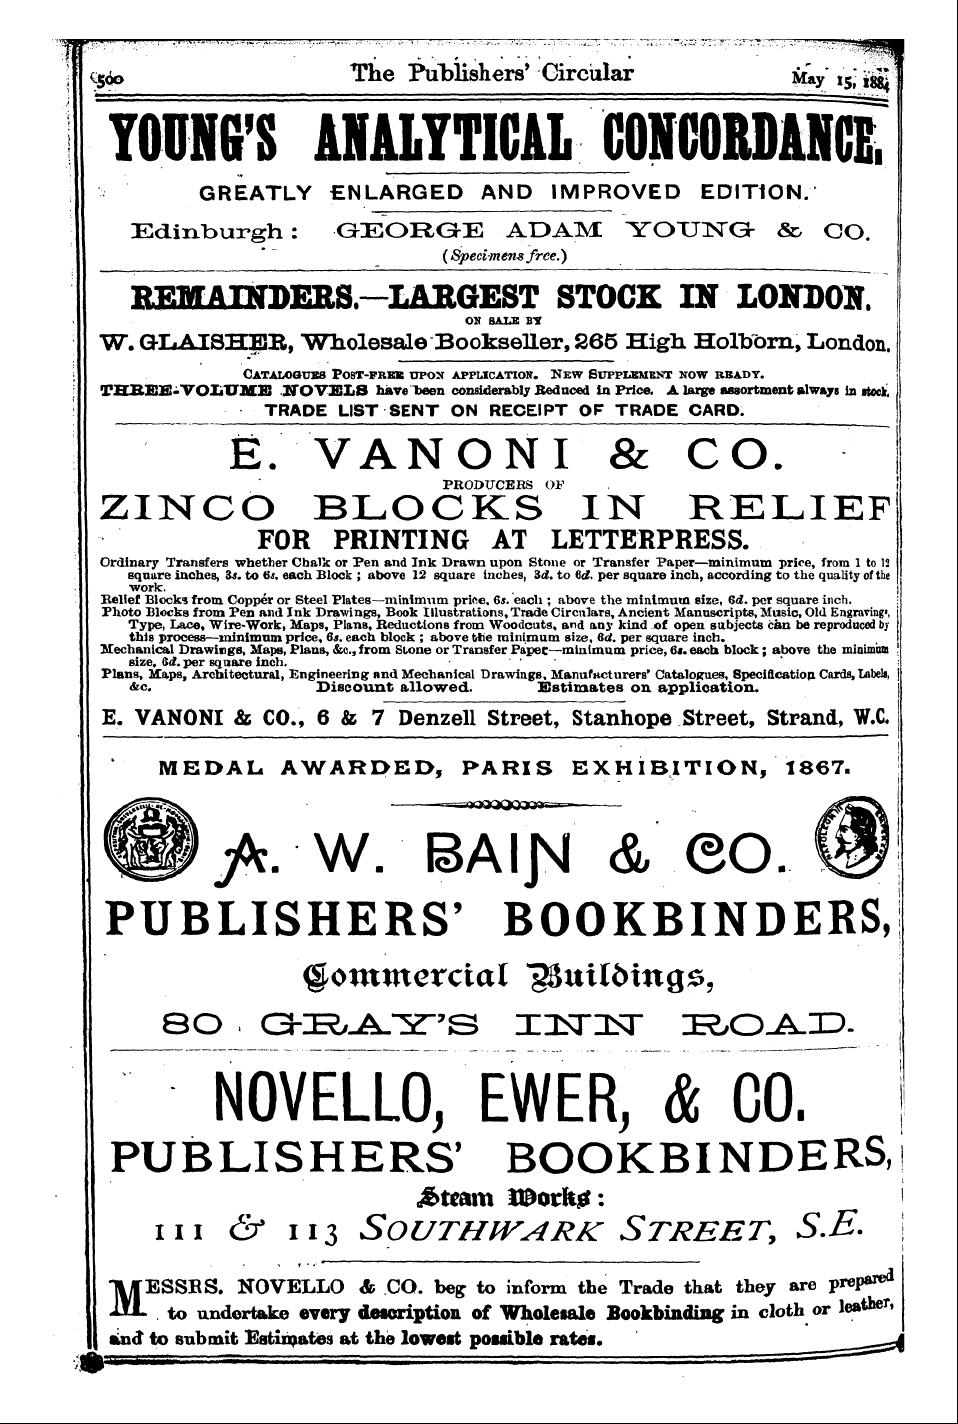 500 The Publishers' Circular May 15, 1884
YOUNG'S ANALYTICAL CONCORDANCE.
GREATLY ENLARGED AND IMPROVED EDITION.
Edinburgh: GEORGE ADAM YOUNG & CO.
(Specimens free.)
REMAINDERS.—LARGEST STOCK IN LONDON.
ON SALE BY
W. GLAISHER, Wholesale Bookseller, 265 High Holborn, London.
CATALOGUES POST-FREE UPON APPLICATION. NEW SUPPLEMENT NOW READY.
THREE-VOLUME NOVELS have been considerably Reduced in Price. A large assortment always in stock.
TRADE LIST SENT ON RECEIPT OF TRADE CARD.
E. VANONI & CO.
PRODUCERS OF
ZINCO BLOCKS IN RELIEF
FOR PRINTING AT LETTERPRESS.
Ordinary Transfers whether Chalk or Pen and Ink Drawn upon Stone or Transfer Paper—minimum price, from 1 to 12
square inches, 3s. to 6s. each Block; above 12 square inches, 3d. to 6d. per square inch, according to the quality of the
work.
Relief Blocks from Copper or Steel Plates—minimum price, 6s. each; above the minimum size, 6d. per square inch.
Photo Blocks from Pen and Ink Drawings, Book Illustrations, Trade Circulars, Ancient Manuscripts, Music, Old Engravings,
Type, Lace, Wire-Work, Maps, Plans, Reductions from Woodcuts, and any kind of open subjects can be reproduced by
this process—minimum price, 6s. each block; above the minimum size, 6d. per square inch.
Mechanical Drawings, Maps, Plans, &c., from Stone or Transfer Paper—minimum price, 6s. each block; above the minimum
size, 6d. per square inch.
Plans, Maps, Architectural, Engineering and Mechanical Drawings, Manufacturers' Catalogues, Specification Cards, Labels,
&c. Discount allowed. Estimates on application.
E. VANONI & CO., 6 & 7 Denzell Street, Stanhope Street, Strand, W.C.
MEDAL AWARDED, PARIS EXHIBITION, 1867.
A. W. BAIN & CO.
PUBLISHERS' BOOKBINDERS,
Commercial Buildings,
80 GRAY'S INN ROAD.
NOVELLO, EWER, & CO.
PUBLISHERS' BOOKBINDERS,
Steam Works:
111 & 113 SOUTHWARK STREET, S.E.
MESSRS. NOVELLO & CO. beg to inform the Trade that they are prepared
to undertake every description of Wholesale Bookbinding in cloth or leather,
and to submit Estimates at the lowest possible rates.